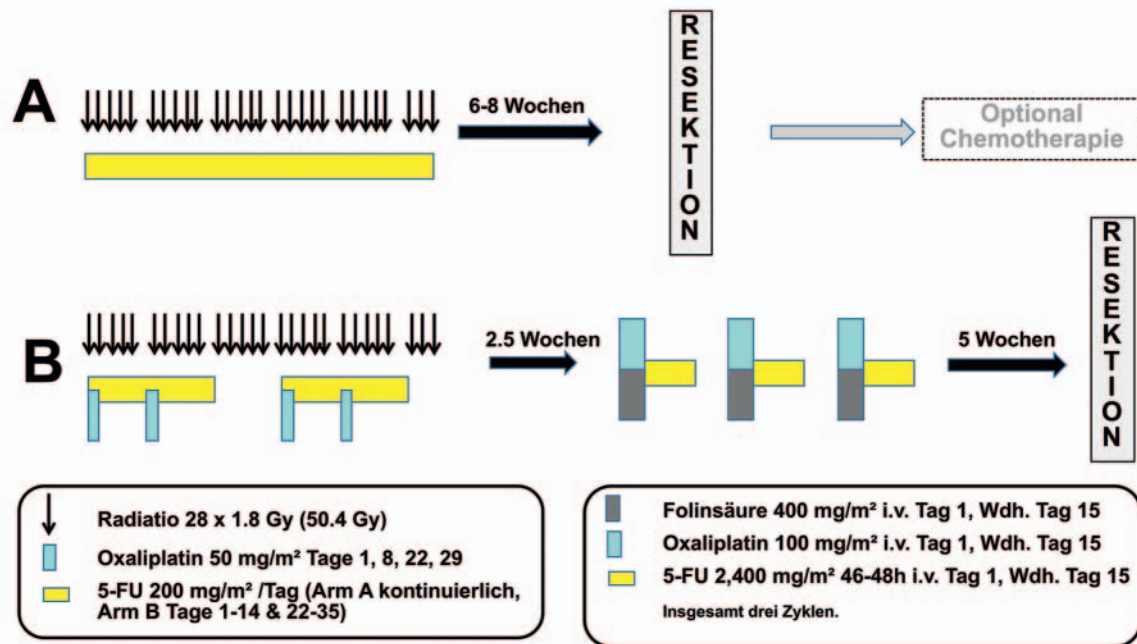 A
6-8 Wochen
RESEKTION
Optional
Chemotherapie
B
2.5 Wochen
5 Wochen
RESEKTION
Radiatio 28 x 1.8 Gy (50.4 Gy)
Oxaliplatin 50 mg/m² Tage 1, 8, 22, 29
5-FU 200 mg/m² /Tag (Arm A kontinuierlich,
Arm B Tage 1-14 & 22-35)
Folinsäure 400 mg/m² i.v. Tag 1, Wdh. Tag 15
Oxaliplatin 100 mg/m² i.v. Tag 1, Wdh. Tag 15
5-FU 2,400 mg/m² 46-48h i.v. Tag 1, Wdh. Tag 15
Insgesamt drei Zyklen.